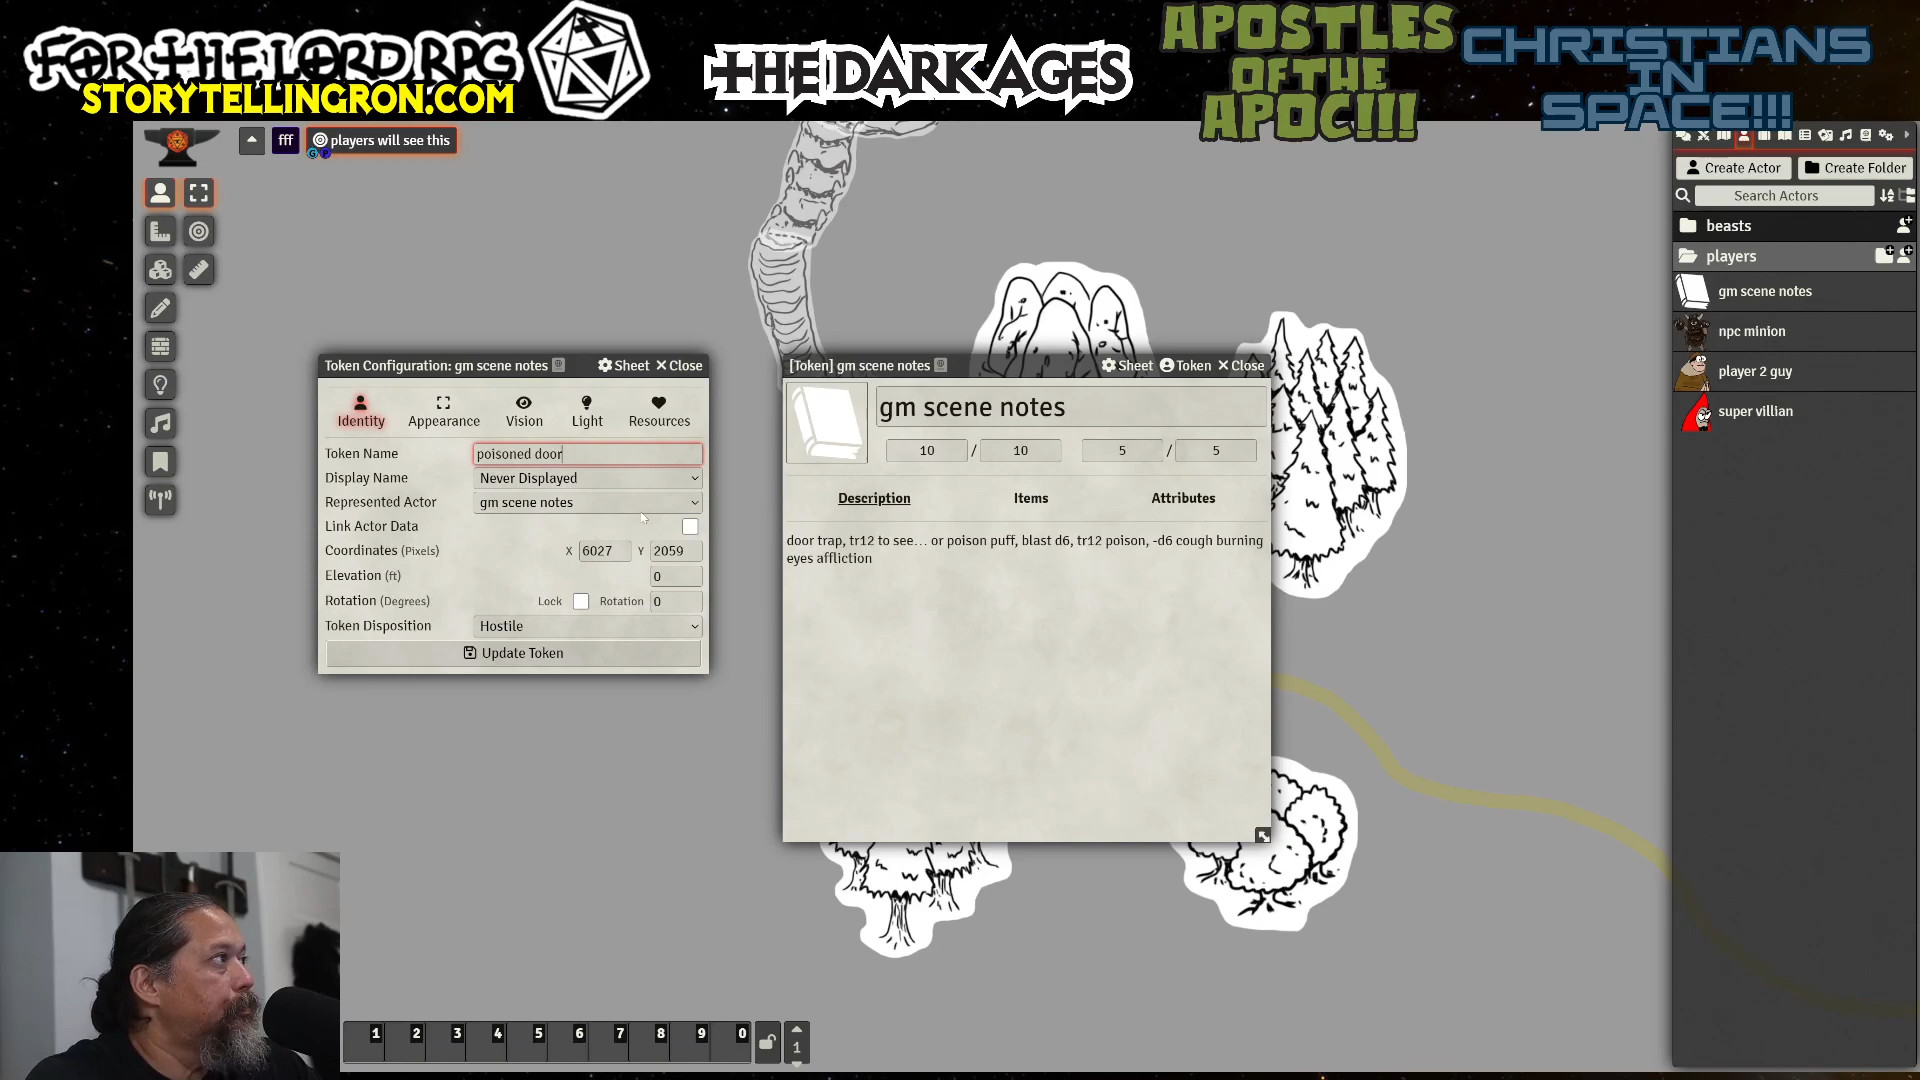 FOR THE LORD RPG
STORYTELLINGRON.COM
THE DARK AGES
APOSTLES
OF THE
APOC!!!
CHRISTIANS
IN
SPACE!!!
fff
players will see this
G P
Create Actor
Create Folder
Search Actors
beasts
players
gm scene notes
npc minion
player 2 guy
super villian
Token Configuration: gm scene notes
Sheet
Close
Identity
Appearance
Vision
Light
Resources
Token Name
poisoned door
Display Name
Never Displayed
Represented Actor
gm scene notes
Link Actor Data
Coordinates (Pixels)
X 6027 Y 2059
Elevation (ft)
0
Rotation (Degrees)
Lock
Rotation 0
Token Disposition
Hostile
Update Token
[Token] gm scene notes
Sheet
Token
Close
gm scene notes
10 / 10
5 / 5
Description
Items
Attributes
door trap, tr12 to see... or poison puff, blast d6, tr12 poison, -d6 cough burning
eyes affliction
1 2 3 4 5 6 7 8 9 0
1